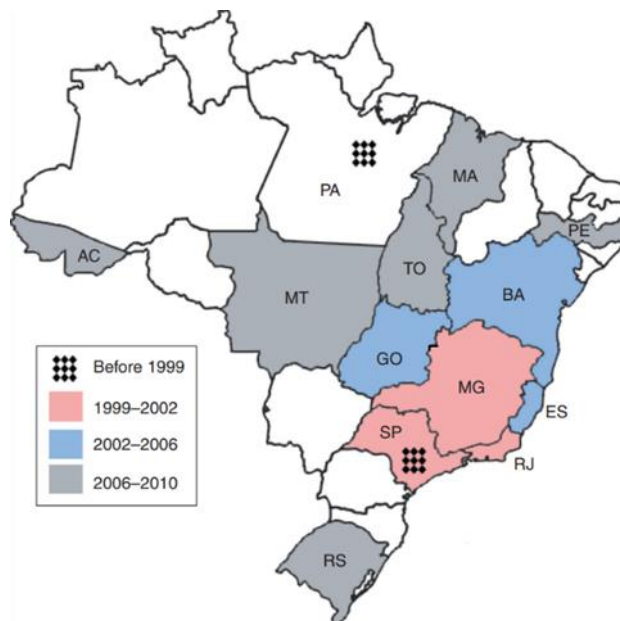 PA
MA
PE
AC
TO
MT
BA
GO
Before 1999
MG
1999–2002
ES
SP
2002–2006
RJ
2006–2010
RS